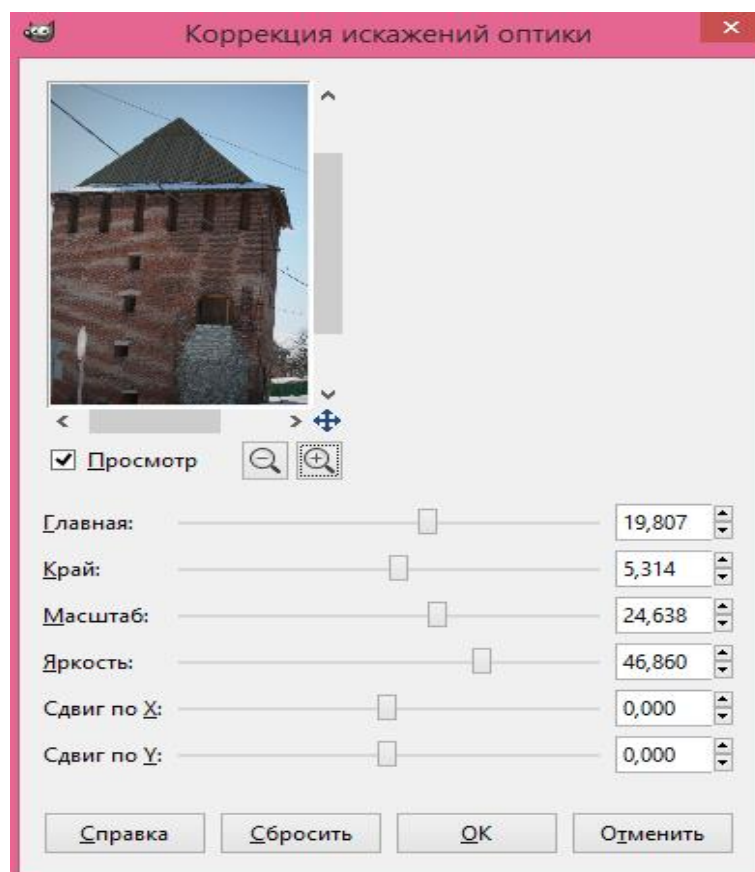 Коррекция искажений оптики
Просмотр
Главная: 19,807
Край: 5,314
Масштаб: 24,638
Яркость: 46,860
Сдвиг по X: 0,000
Сдвиг по Y: 0,000
Справка Сбросить OK Отменить